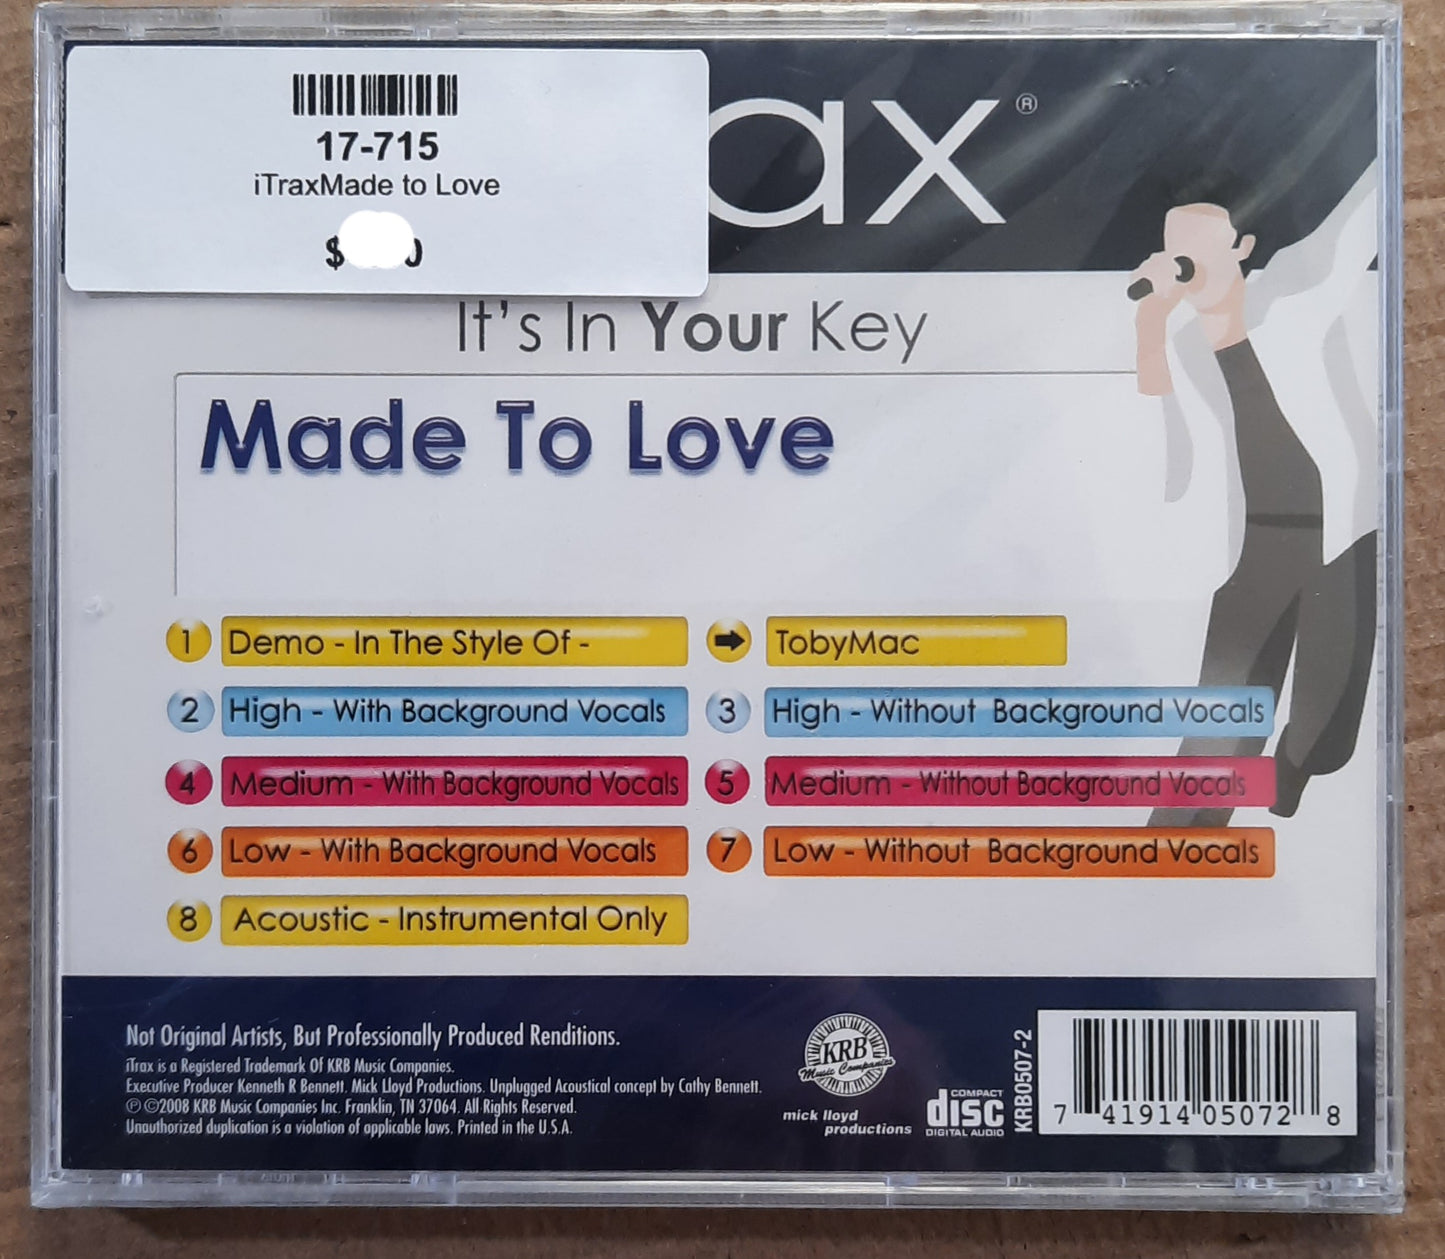 17-715
iTraxMade to Love
$ 0
ax®
It's In Your Key
Made To Love
1 Demo - In The Style Of - TobyMac
2 High - With Background Vocals 3 High - Without Background Vocals
4 Medium - With Background Vocals 5 Medium - Without Background Vocals
6 Low - With Background Vocals 7 Low - Without Background Vocals
8 Acoustic - Instrumental Only
Not Original Artists, But Professionally Produced Renditions.
iTrax is a Registered Trademark Of KRB Music Companies.
Executive Producer Kenneth R Bennett. Mick Lloyd Productions. Unplugged Acoustical concept by Cathy Bennett.
℗ ©2008 KRB Music Companies Inc. Franklin, TN 37064. All Rights Reserved.
Unauthorized duplication is a violation of applicable laws. Printed in the U.S.A.
KRB
Music Companies
mick lloyd
productions
COMPACT
disc
DIGITAL AUDIO
KRB0507-2
7 41914 05072 8